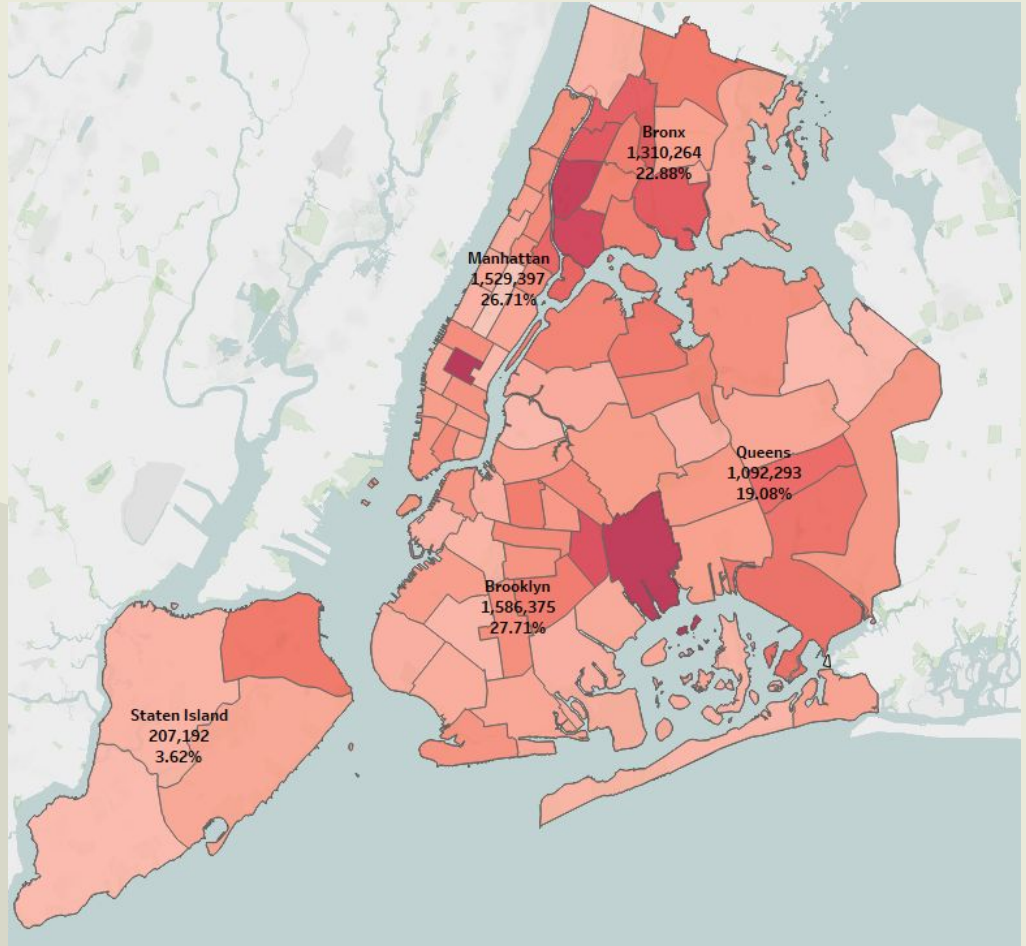 Bronx
1,310,264
22.88%
Manhattan
1,529,397
26.71%
Queens
1,092,293
19.08%
Brooklyn
1,586,375
27.71%
Staten Island
207,192
3.62%